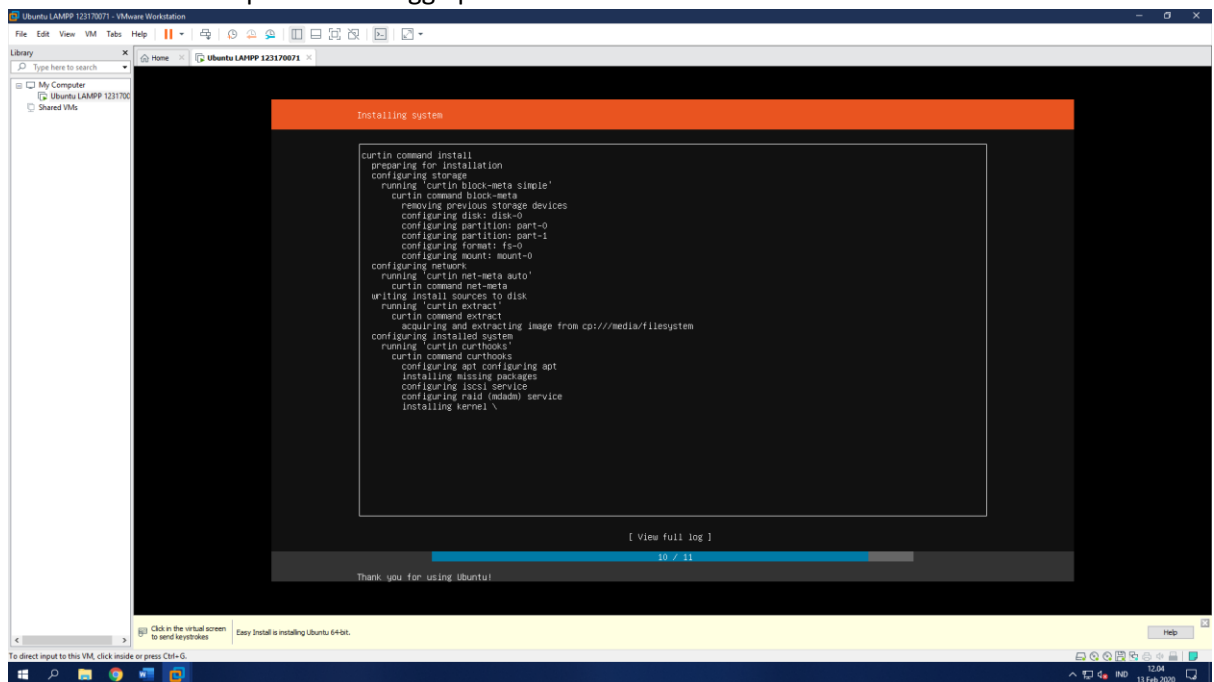 Ubuntu LAMPP 123170071 - VMware Workstation
File Edit View VM Tabs Help
Library
Type here to search
My Computer
Ubuntu LAMPP 1231700
Shared VMs
Home
Ubuntu LAMPP 123170071
Installing system
curtin command install
preparing for installation
configuring storage
running 'curtin block-meta simple'
curtin command block-meta
removing previous storage devices
configuring disk: disk-0
configuring partition: part-0
configuring partition: part-1
configuring format: fs-0
configuring mount: mount-0
configuring network
running 'curtin net-meta auto'
curtin command net-meta
writing install sources to disk
running 'curtin extract'
curtin command extract
acquiring and extracting image from cp:///media/filesystem
configuring installed system
running 'curtin curthooks'
curtin command curthooks
configuring apt configuring apt
installing missing packages
configuring iscsi service
configuring raid (mdadm) service
installing kernel \
[ View full log ]
10 / 11
Thank you for using Ubuntu!
Click in the virtual screen
to send keystrokes
Easy Install is installing Ubuntu 64-bit.
Help
To direct input to this VM, click inside or press Ctrl+G.
IND
12.04
13 Feb 2020